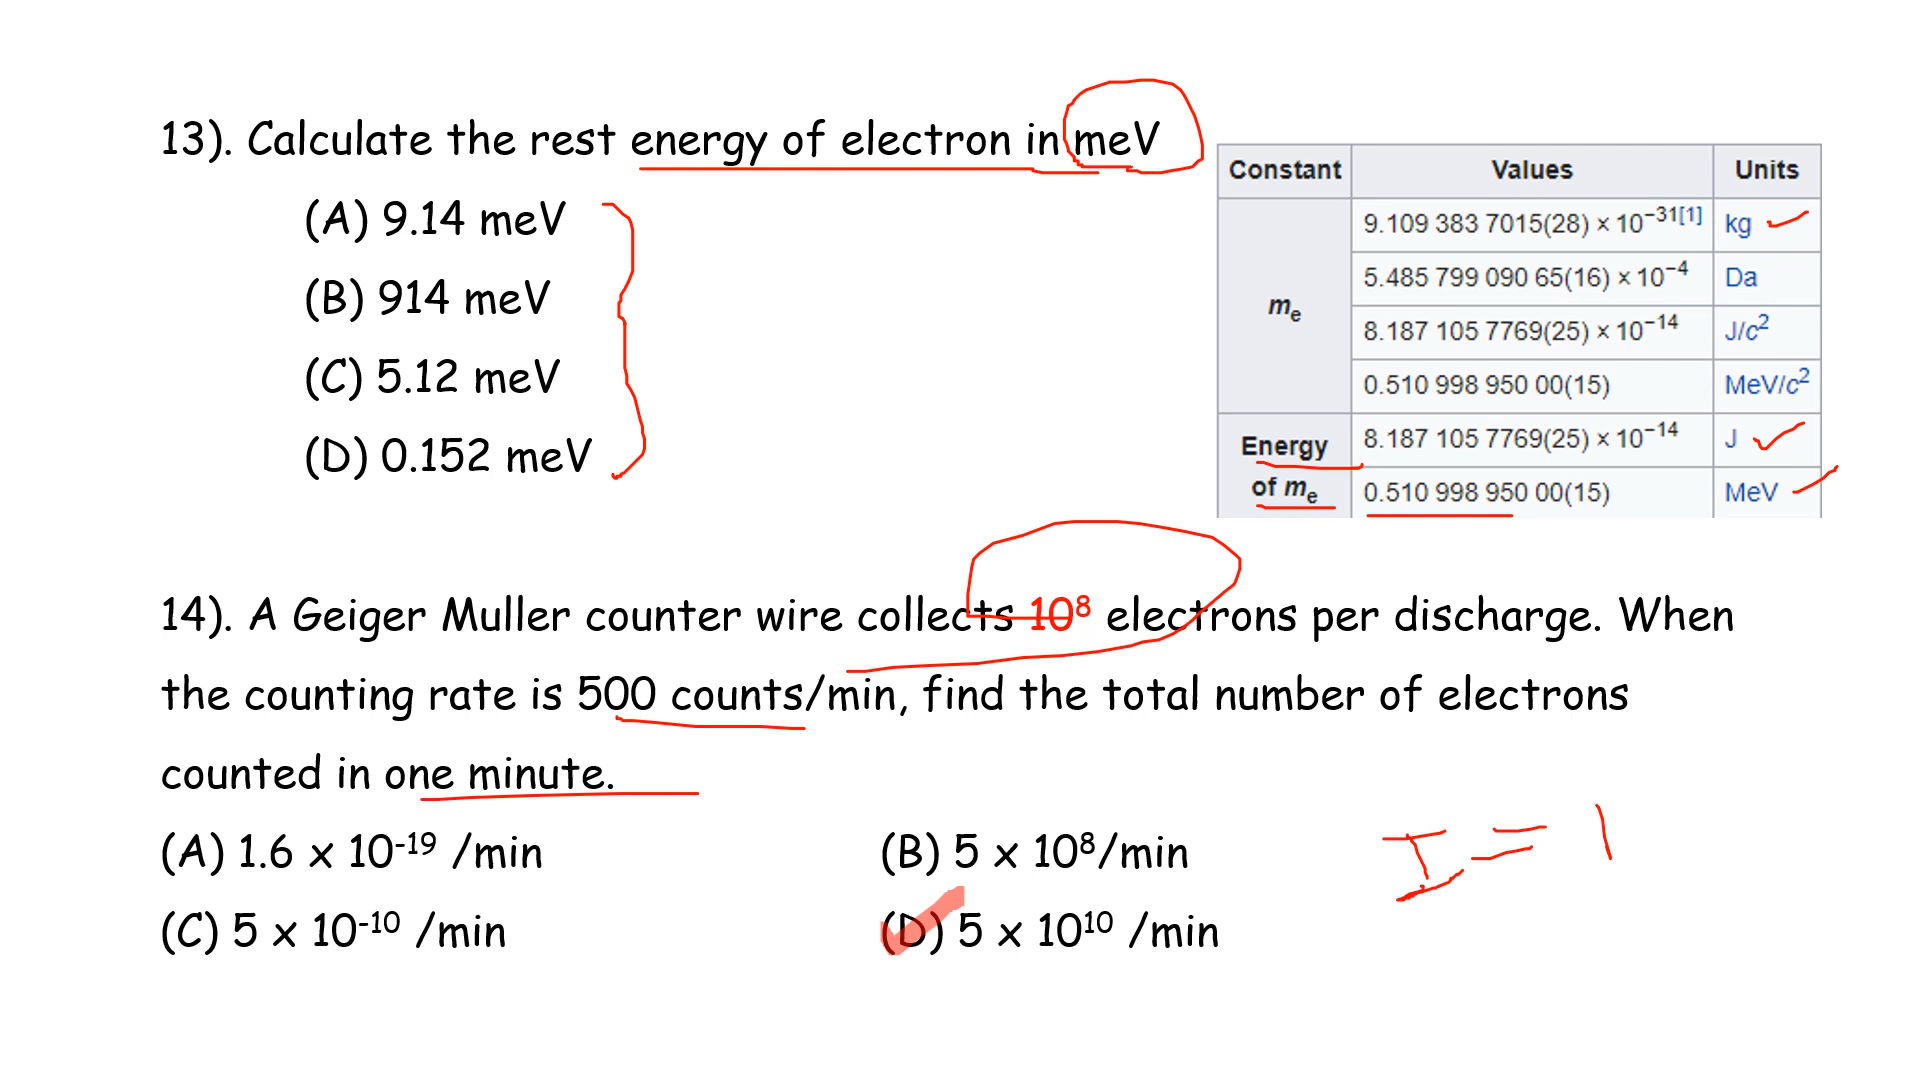 13). Calculate the rest energy of electron in meV
(A) 9.14 meV
(B) 914 meV
(C) 5.12 meV
(D) 0.152 meV
Constant Values Units
mₑ 9.109 383 7015(28) × 10⁻³¹[1] kg
5.485 799 090 65(16) × 10⁻⁴ Da
8.187 105 7769(25) × 10⁻¹⁴ J/c²
0.510 998 950 00(15) MeV/c²
Energy of mₑ 8.187 105 7769(25) × 10⁻¹⁴ J
0.510 998 950 00(15) MeV
14). A Geiger Muller counter wire collects 10⁸ electrons per discharge. When
the counting rate is 500 counts/min, find the total number of electrons
counted in one minute.
(A) 1.6 x 10⁻¹⁹ /min (B) 5 x 10⁸/min
(C) 5 x 10⁻¹⁰ /min (D) 5 x 10¹⁰ /min
I = 1